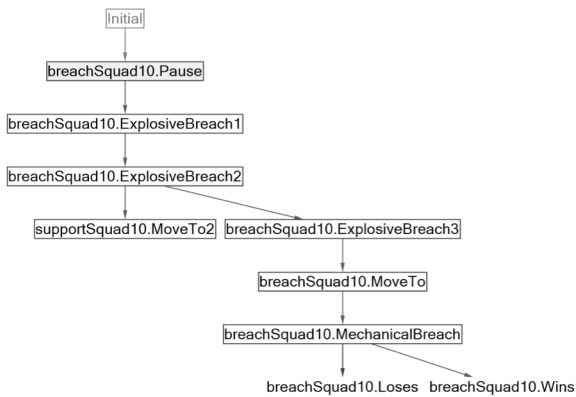 Initial
breachSquad10.Pause
breachSquad10.ExplosiveBreach1
breachSquad10.ExplosiveBreach2
supportSquad10.MoveTo2
breachSquad10.ExplosiveBreach3
breachSquad10.MoveTo
breachSquad10.MechanicalBreach
breachSquad10.Loses
breachSquad10.Wins